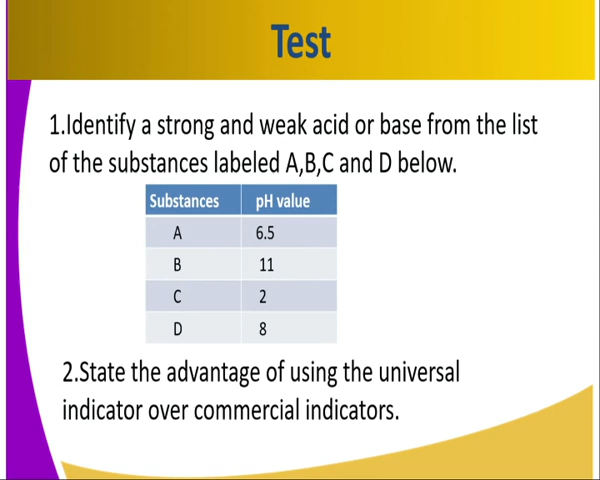 Test
1.Identify a strong and weak acid or base from the list
of the substances labeled A,B,C and D below.
Substances pH value
A 6.5
B 11
C 2
D 8
2.State the advantage of using the universal
indicator over commercial indicators.